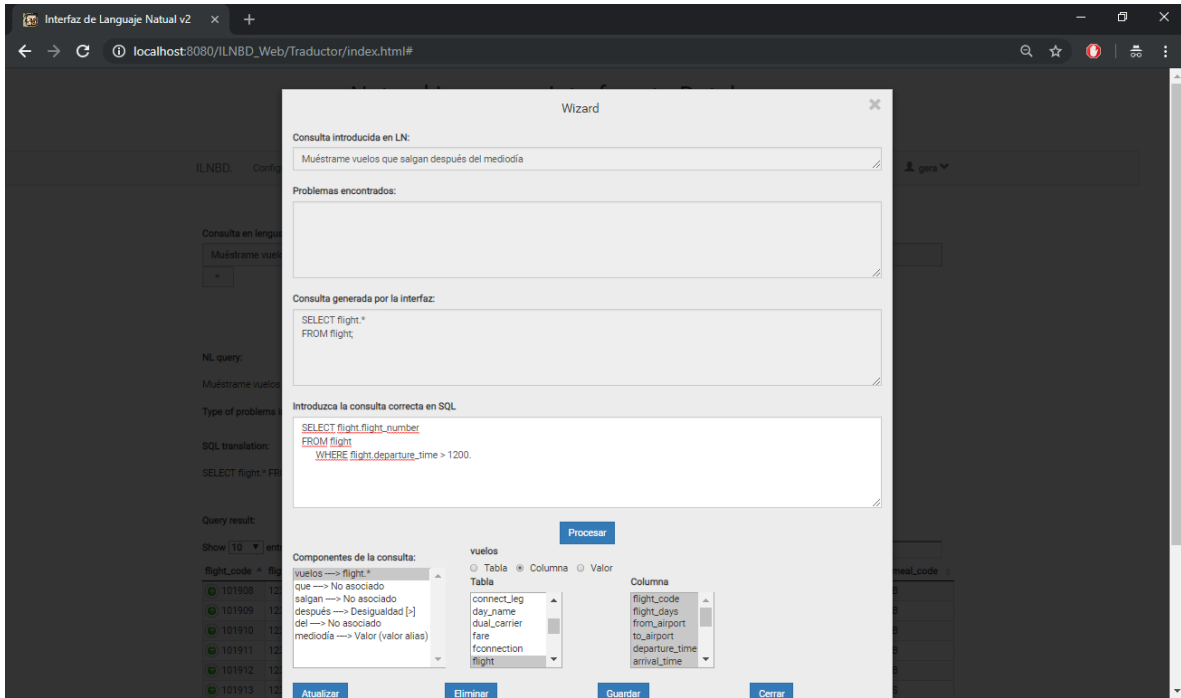 Interfaz de Languaje Natual v2
localhost:8080/ILNBD_Web/Traductor/index.html#
Wizard
Consulta introducida en LN:
Muéstrame vuelos que salgan después del mediodía
ILNBD.
gera
Problemas encontrados:
Muéstrame
Consulta generada por la interfaz:
SELECT flight.*
FROM flight;
NL query:
Muéstrame vuelos
Introduzca la consulta correcta en SQL
Type of problems
SELECT flight.flight_number
FROM flight
WHERE flight.departure_time > 1200.
SQL translation:
SELECT flight.*
Query result:
Procesar
Show 10
Componentes de la consulta:
vuelos
Tabla Columna Valor
Tabla
Columna
flight_code
meal_code
vuelos ---> flight.*
que ---> No asociado
salgan ---> No asociado
después ---> Desigualdad [>]
del ---> No asociado
mediodía ---> Valor (valor alias)
connect_leg
day_name
dual_carrier
fare
fconnection
flight
flight_code
flight_days
from_airport
to_airport
departure_time
arrival_time
101908
101909
101910
101911
101912
101913
Atualizar
Eliminar
Guardar
Cerrar